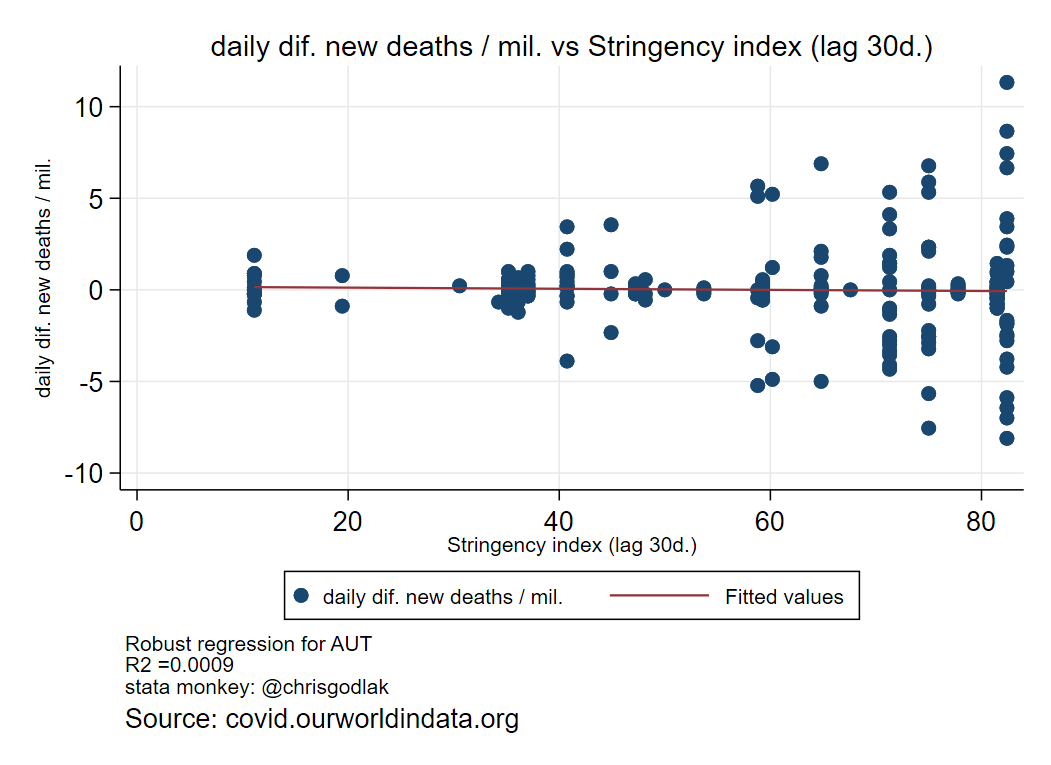 daily dif. new deaths / mil. vs Stringency index (lag 30d.)
daily dif. new deaths / mil.
10
5
0
-5
-10
0 20 40 60 80
Stringency index (lag 30d.)
daily dif. new deaths / mil. Fitted values
Robust regression for AUT
R2 =0.0009
stata monkey: @chrisgodlak
Source: covid.ourworldindata.org